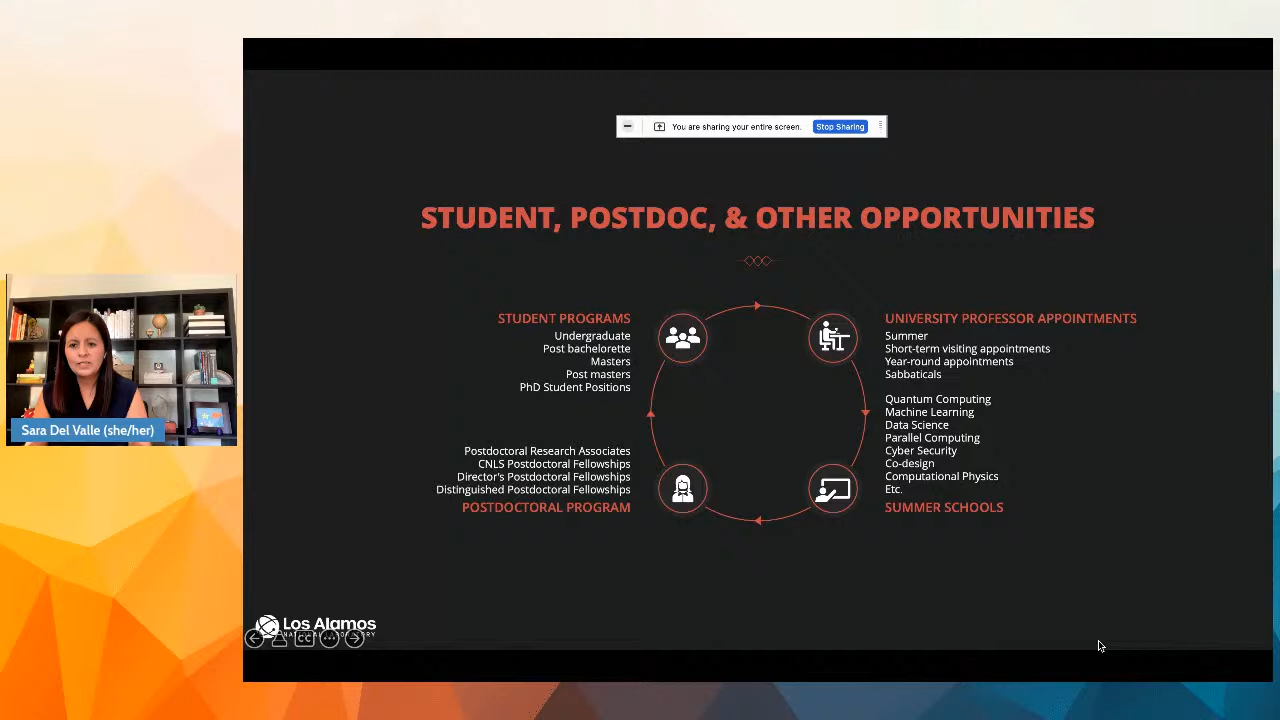 You are sharing your entire screen.
Stop Sharing
STUDENT, POSTDOC, & OTHER OPPORTUNITIES
STUDENT PROGRAMS
Undergraduate
Post bachelorette
Masters
Post masters
PhD Student Positions
UNIVERSITY PROFESSOR APPOINTMENTS
Summer
Short-term visiting appointments
Year-round appointments
Sabbaticals
Postdoctoral Research Associates
CNLS Postdoctoral Fellowships
Director's Postdoctoral Fellowships
Distinguished Postdoctoral Fellowships
POSTDOCTORAL PROGRAM
Quantum Computing
Machine Learning
Data Science
Parallel Computing
Cyber Security
Co-design
Computational Physics
Etc.
SUMMER SCHOOLS
Sara Del Valle (she/her)
Los Alamos
CC